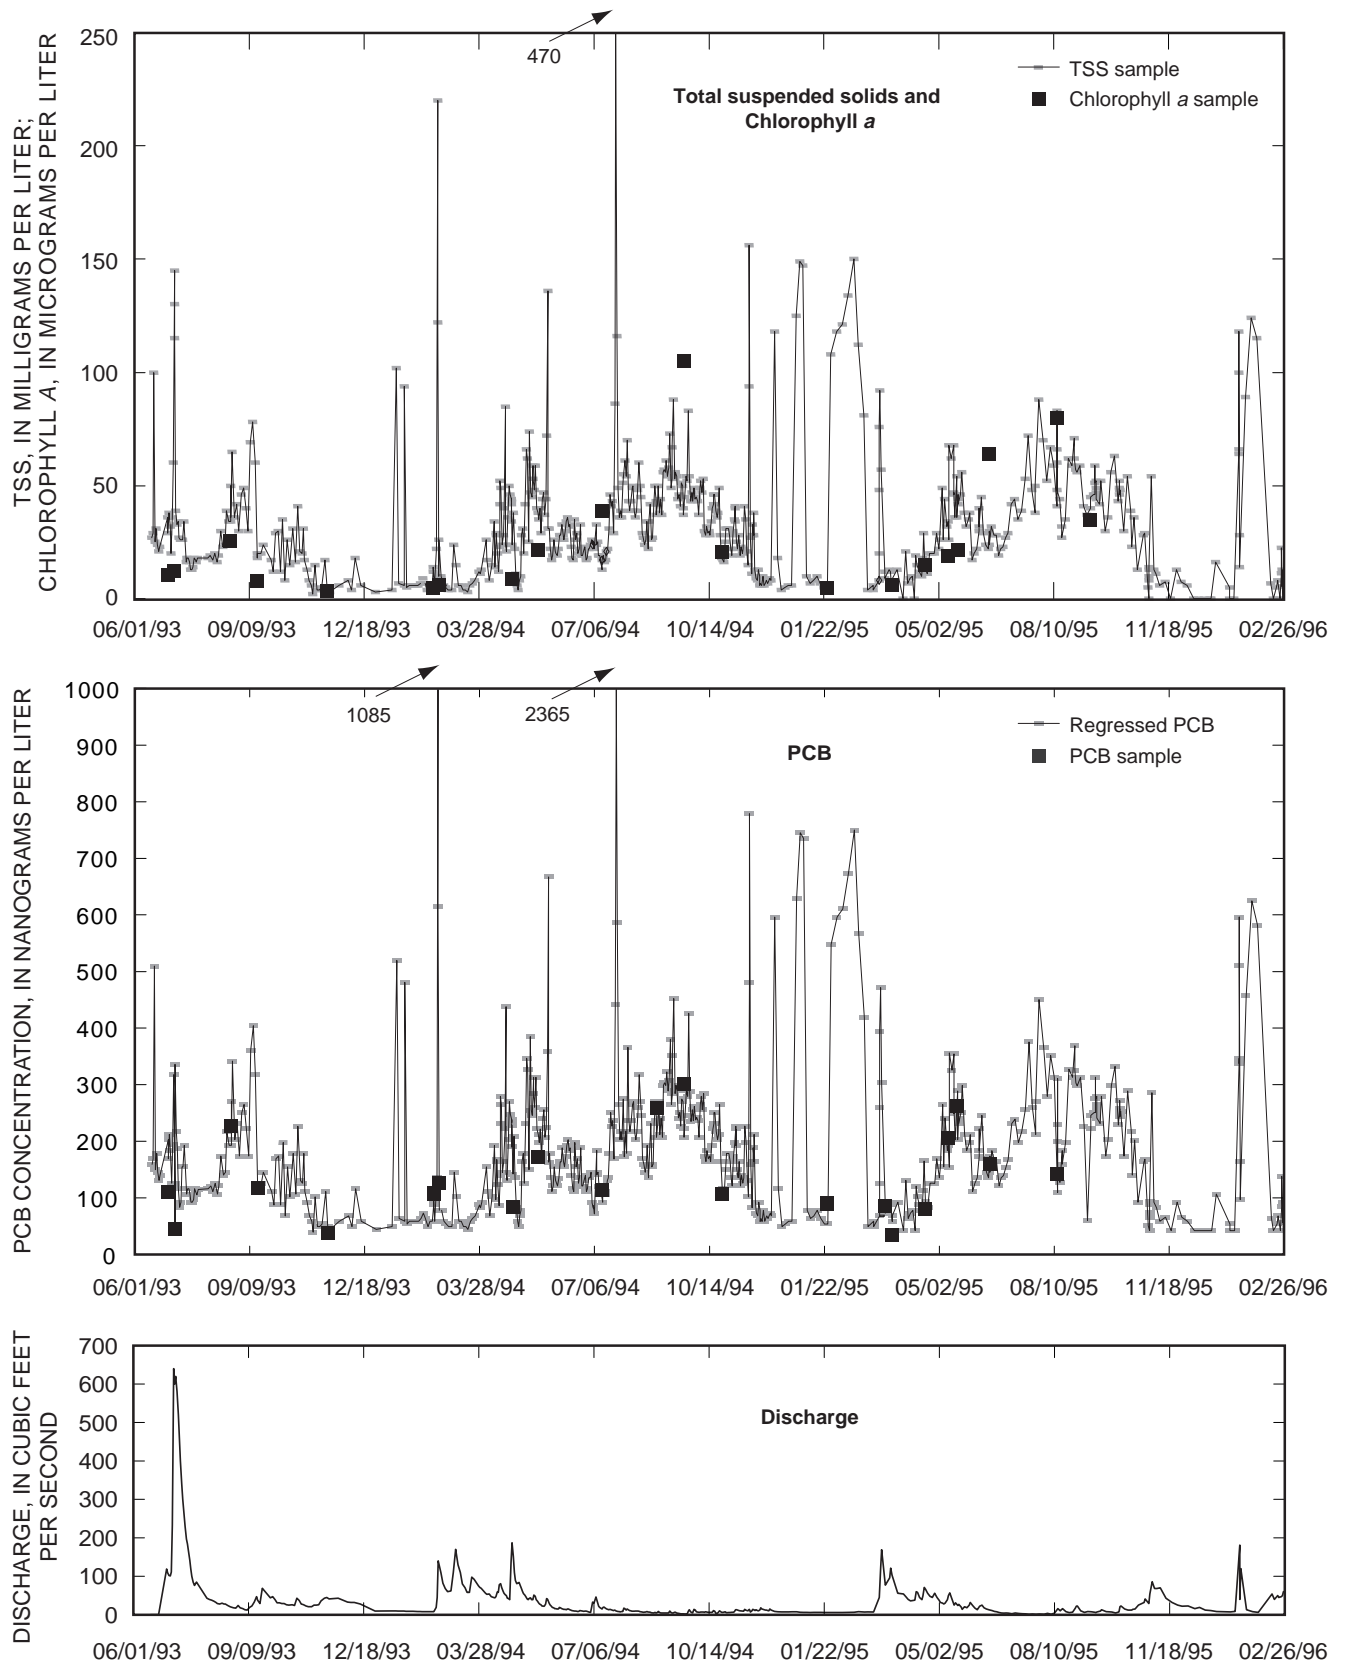 470
250
200
150
100
50
0
TSS, IN MILLIGRAMS PER LITER;
CHLOROPHYLL A, IN MICROGRAMS PER LITER
Total suspended solids and
Chlorophyll a
TSS sample
Chlorophyll a sample
06/01/93 09/09/93 12/18/93 03/28/94 07/06/94 10/14/94 01/22/95 05/02/95 08/10/95 11/18/95 02/26/96
1085
2365
1000
900
800
700
600
500
400
300
200
100
0
PCB CONCENTRATION, IN NANOGRAMS PER LITER
PCB
Regressed PCB
PCB sample
06/01/93 09/09/93 12/18/93 03/28/94 07/06/94 10/14/94 01/22/95 05/02/95 08/10/95 11/18/95 02/26/96
700
600
500
400
300
200
100
0
DISCHARGE, IN CUBIC FEET
PER SECOND
Discharge
06/01/93 09/09/93 12/18/93 03/28/94 07/06/94 10/14/94 01/22/95 05/02/95 08/10/95 11/18/95 02/26/96